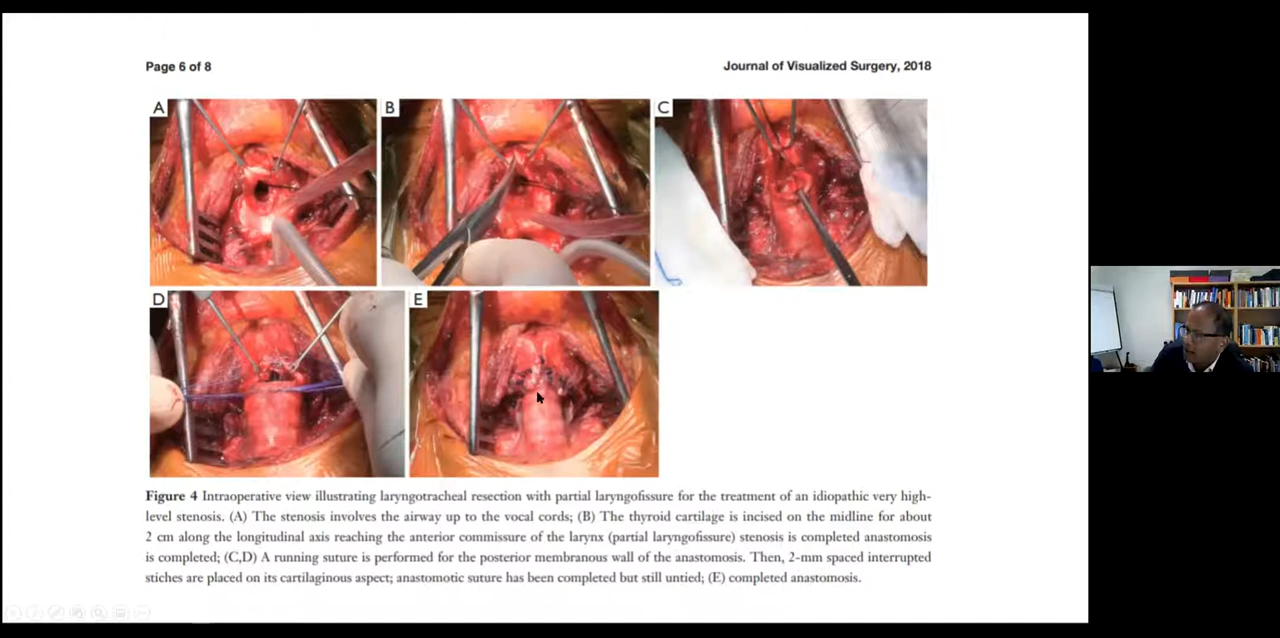 Page 6 of 8
Journal of Visualized Surgery, 2018
A
B
C
D
E
Figure 4 Intraoperative view illustrating laryngotracheal resection with partial laryngofissure for the treatment of an idiopathic very high-
level stenosis. (A) The stenosis involves the airway up to the vocal cords; (B) The thyroid cartilage is incised on the midline for about
2 cm along the longitudinal axis reaching the anterior commissure of the larynx (partial laryngofissure) stenosis is completed anastomosis
is completed; (C,D) A running suture is performed for the posterior membranous wall of the anastomosis. Then, 2-mm spaced interrupted
stiches are placed on its cartilaginous aspect; anastomotic suture has been completed but still untied; (E) completed anastomosis.